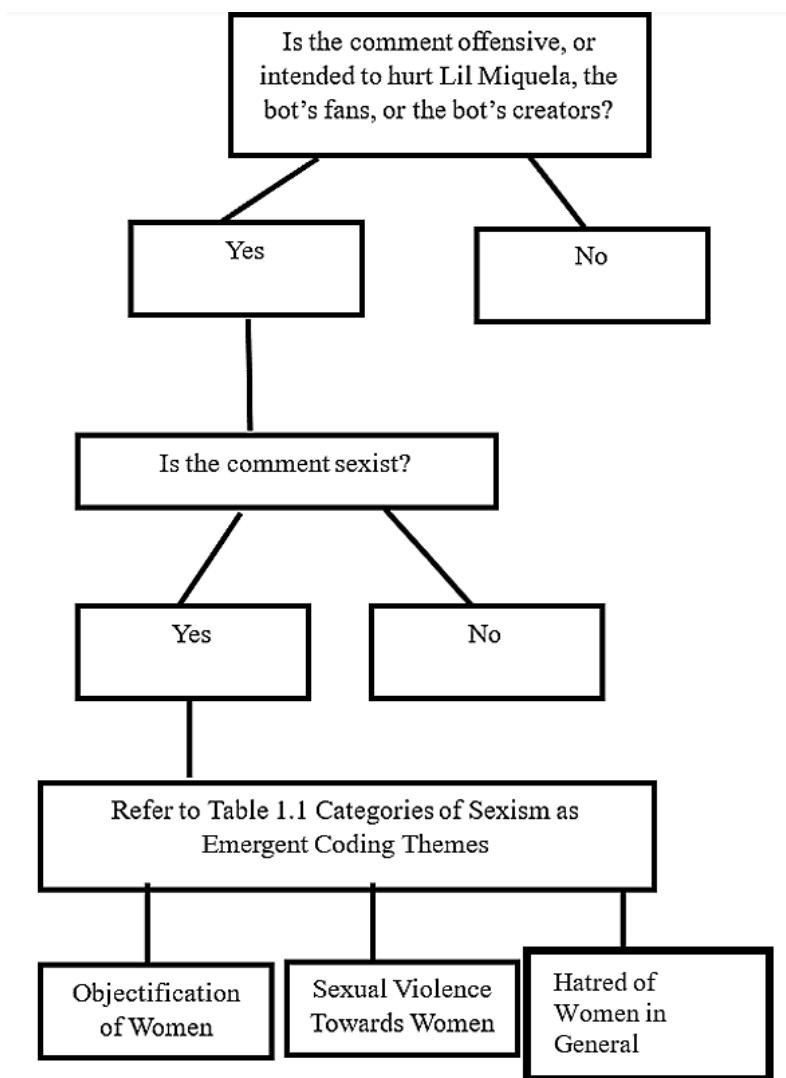 Is the comment offensive, or
intended to hurt Lil Miquela, the
bot's fans, or the bot's creators?
Yes
No
Is the comment sexist?
Yes
No
Refer to Table 1.1 Categories of Sexism as
Emergent Coding Themes
Objectification
of Women
Sexual Violence
Towards Women
Hatred of
Women in
General